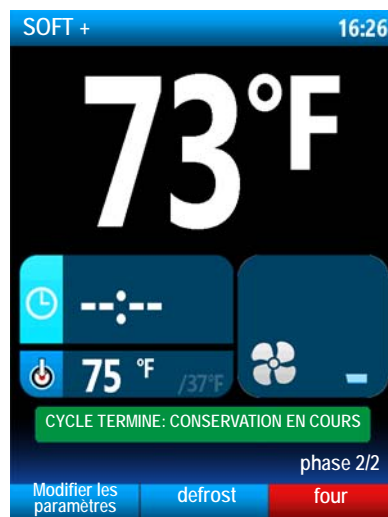 SOFT + 16:26
73°F
--:--
75 °F /37°F
CYCLE TERMINE: CONSERVATION EN COURS
phase 2/2
Modifier les paramètres defrost four